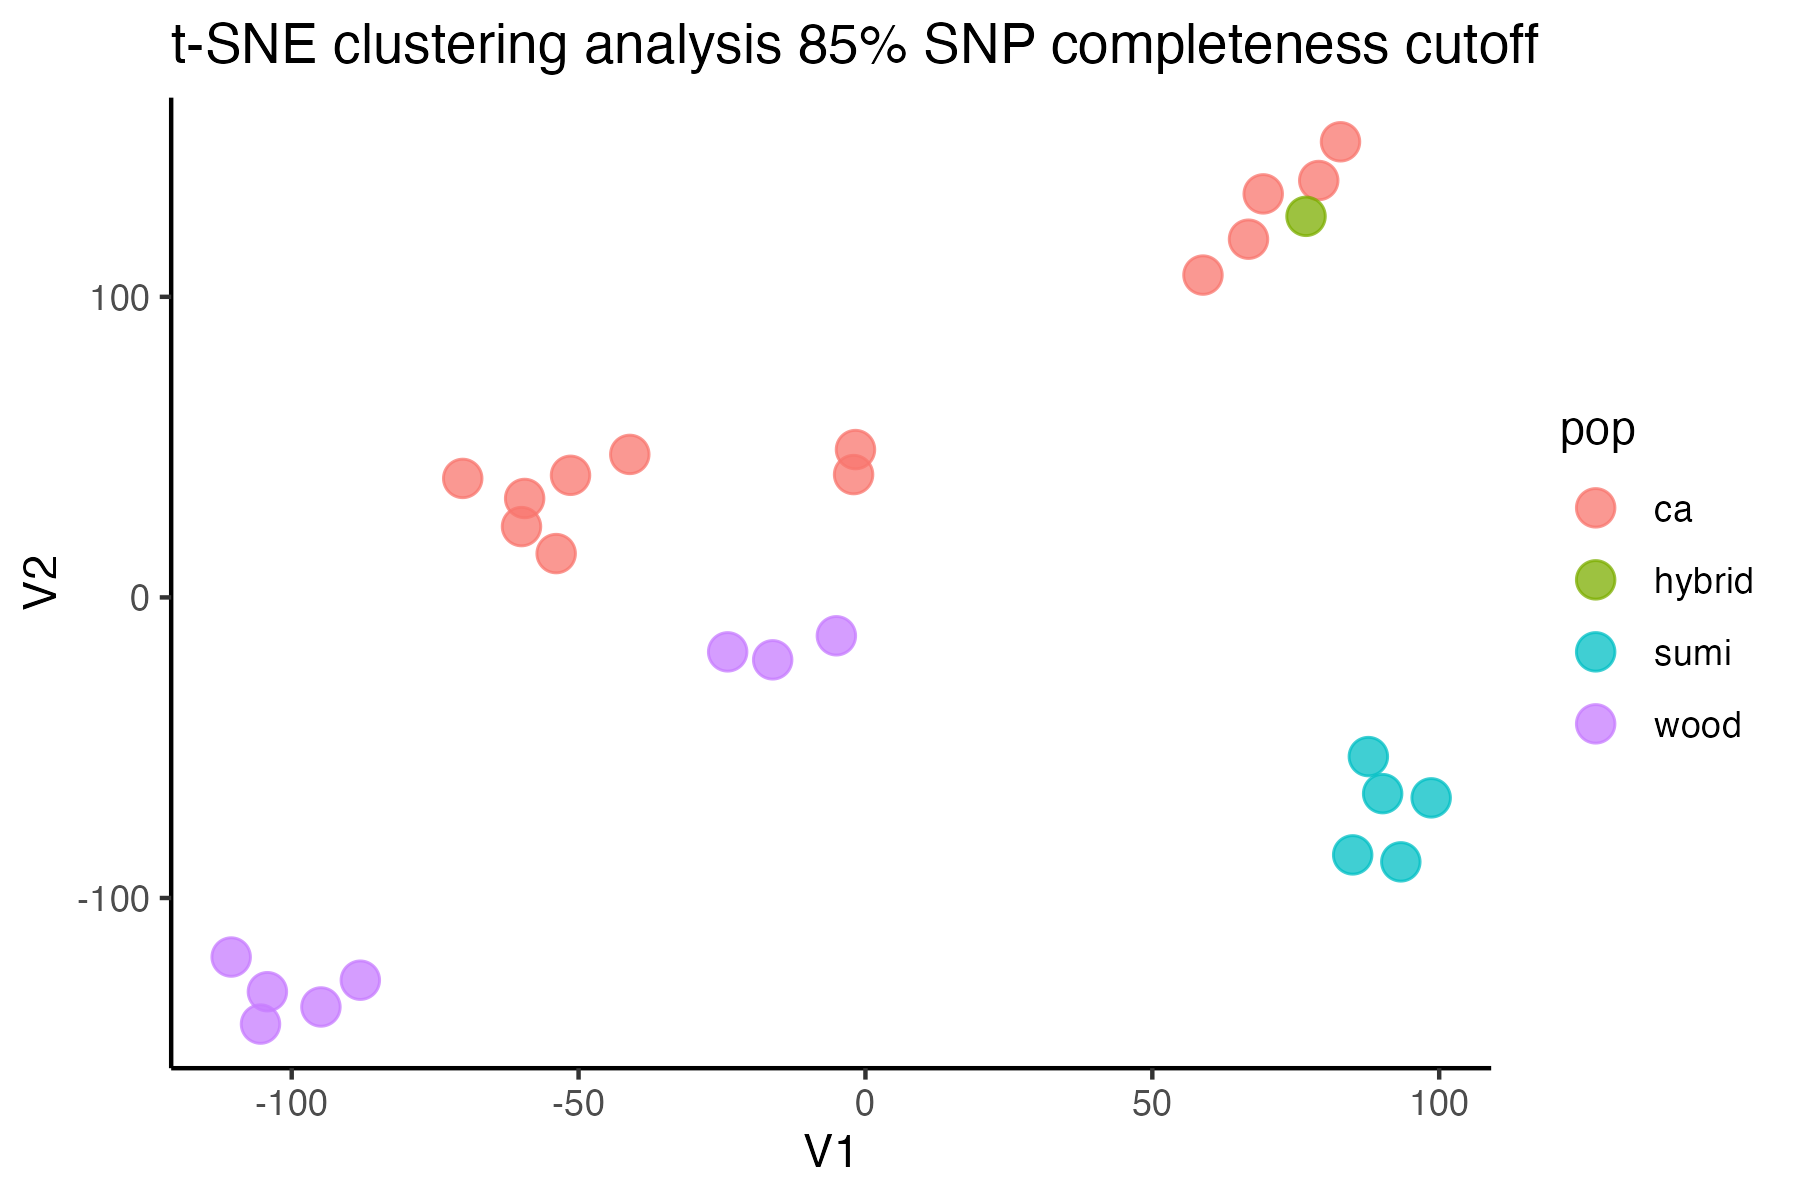 t-SNE clustering analysis 85% SNP completeness cutoff
V2
100
0
-100
-100
-50
0
50
100
V1
pop
ca
hybrid
sumi
wood